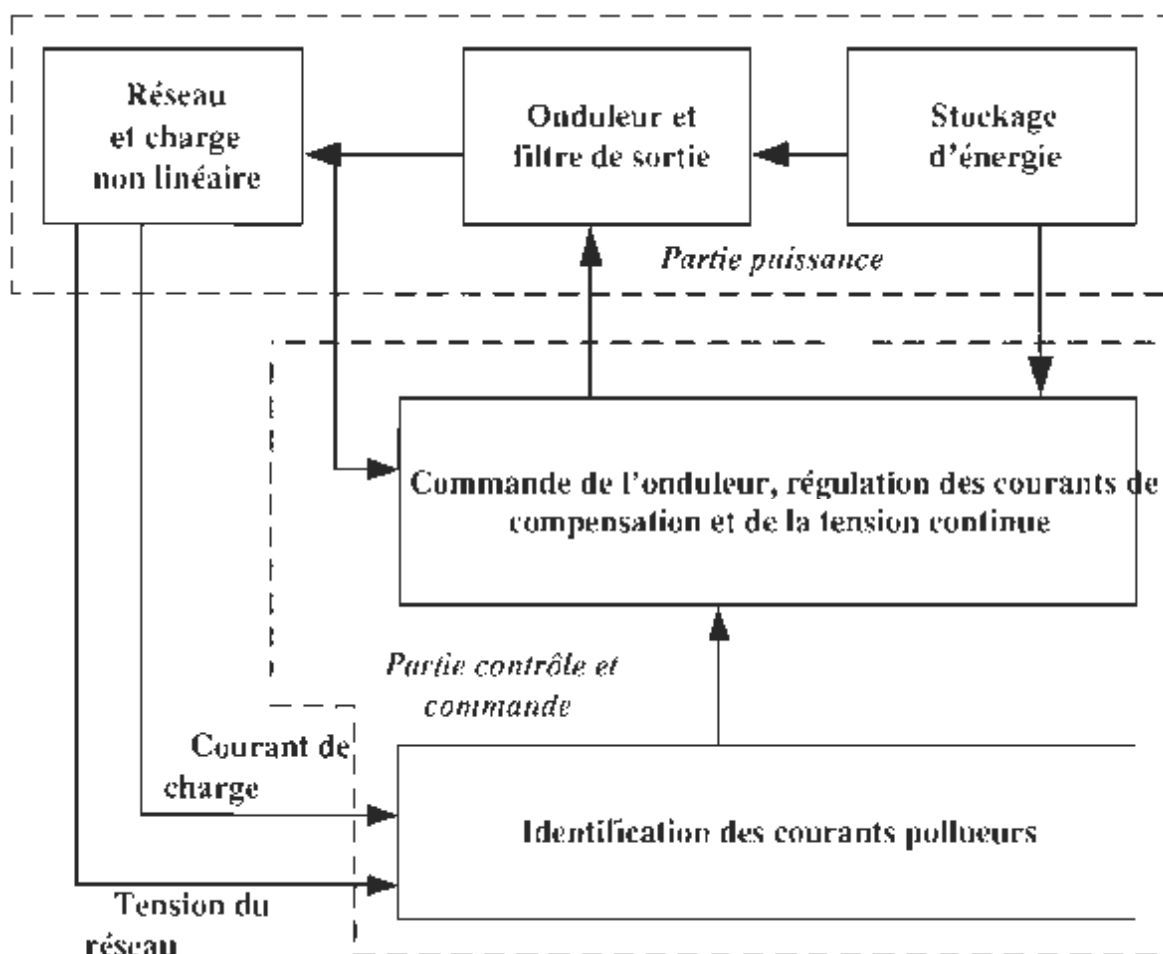 Réseau
et charge
non linéaire
Onduleur et
filtre de sortie
Stockage
d'énergie
Partie puissance
Commande de l'onduleur, régulation des courants de
compensation et de la tension continue
Partie contrôle et
commande
Courant de
charge
Identification des courants pollueurs
Tension du
réseau